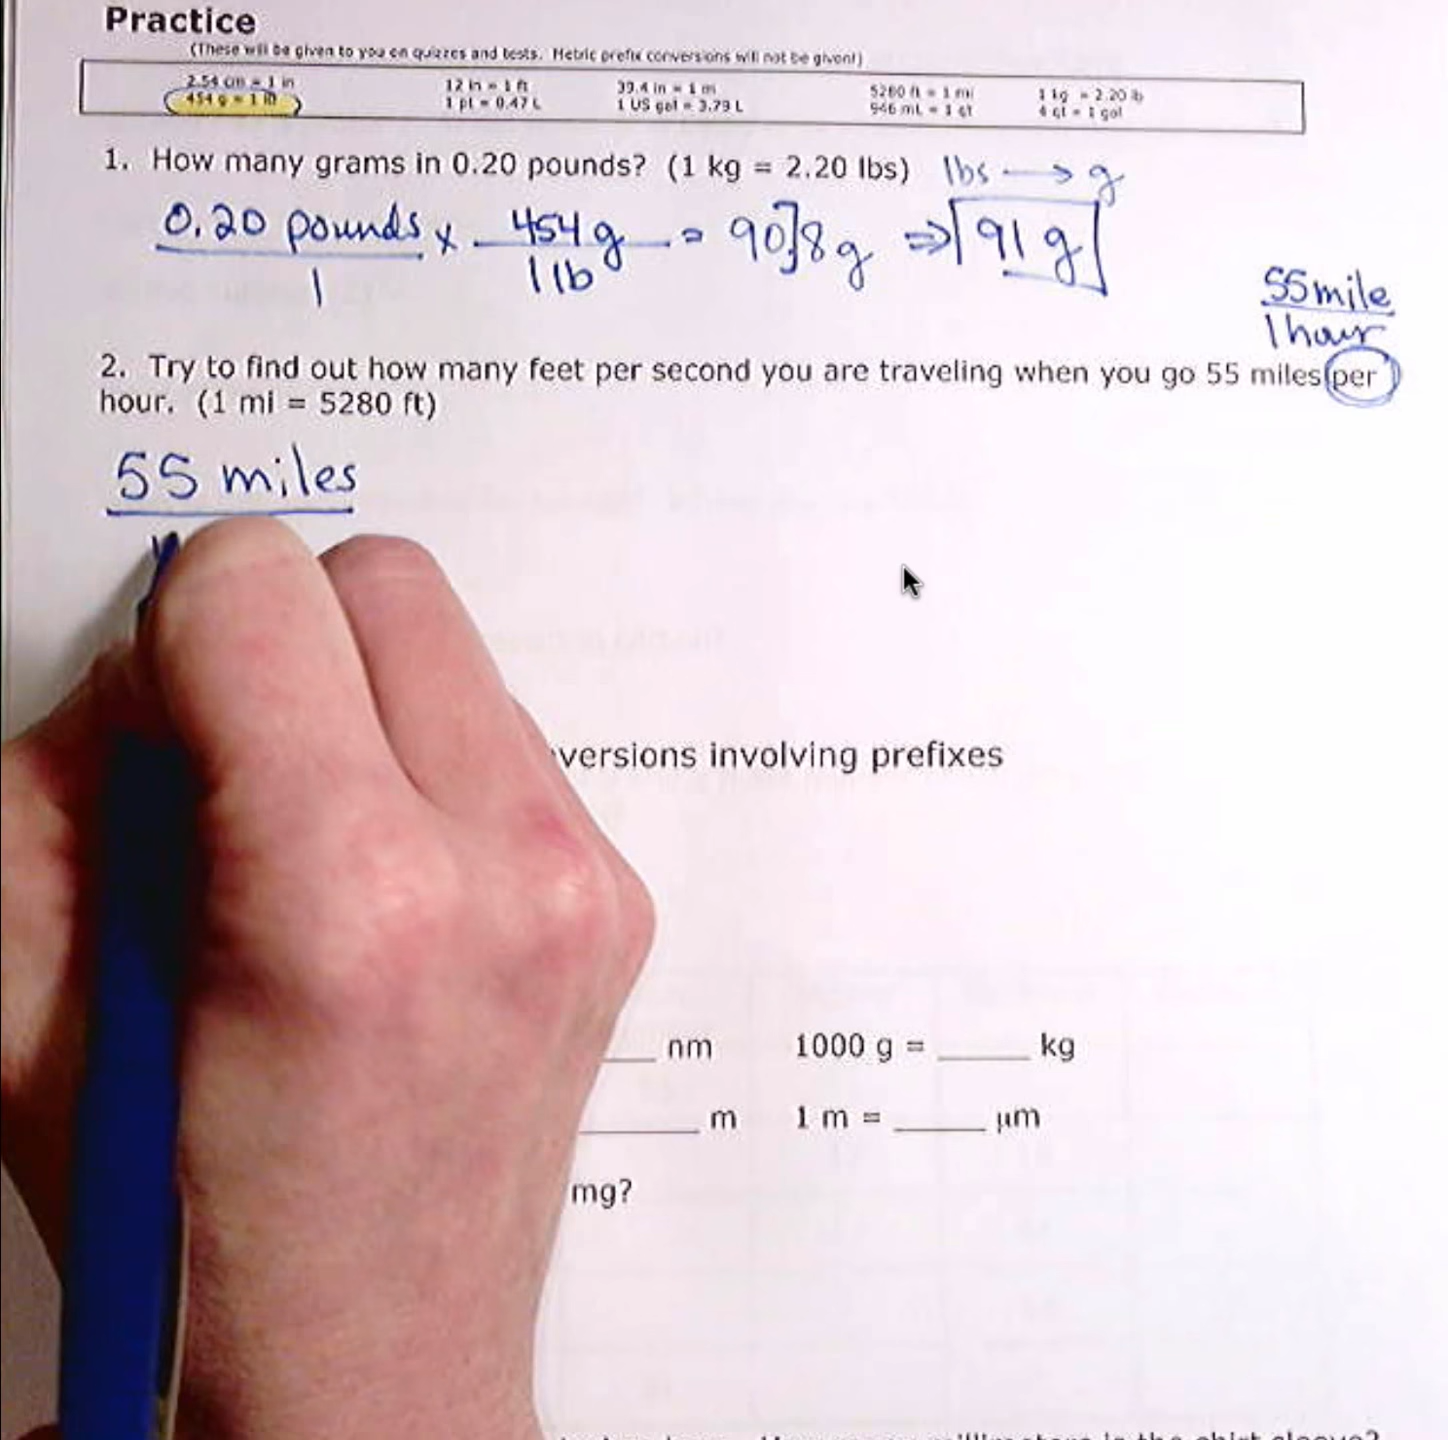 Practice
(These will be given to you on quizzes and tests. Metric prefix conversions will not be given!)
2.54 cm = 1 in 12 in = 1 ft 39.4 in = 1 m 5280 ft = 1 mi 1 kg = 2.20 lb
454 g = 1 lb 1 pt = 0.47 L 1 US gal = 3.79 L 946 mL = 1 qt 4 qt = 1 gal
1. How many grams in 0.20 pounds? (1 kg = 2.20 lbs) lbs → g
0.20 pounds x 454 g = 90.8 g ⇒ 91 g
1 1 lb
55 mile
1 hour
2. Try to find out how many feet per second you are traveling when you go 55 miles per
hour. (1 mi = 5280 ft)
55 miles
versions involving prefixes
nm 1000 g = ______ kg
m 1 m = ______ µm
mg?